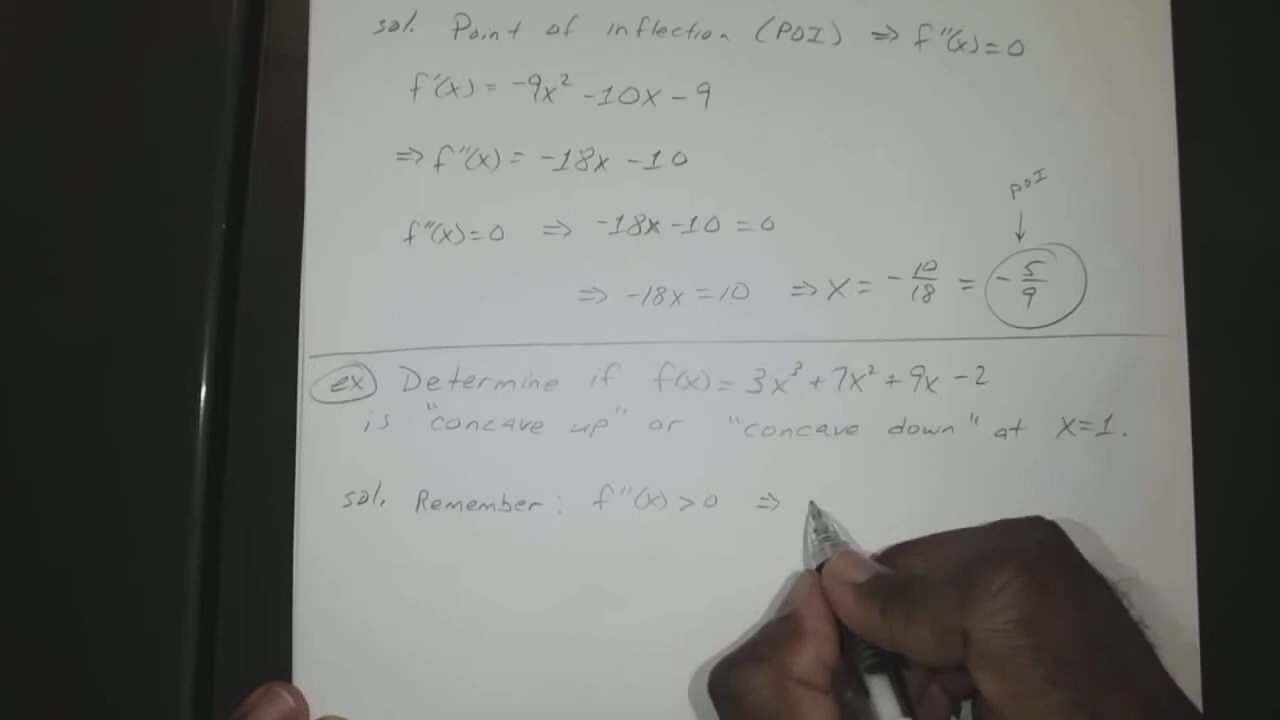 sol. Point of inflection (POI) ⇒ f"(x) = 0
f'(x) = -9x² -10x - 9
⇒ f"(x) = -18x - 10
POI
↓
f"(x) = 0 ⇒ -18x - 10 = 0
⇒ -18x = 10 ⇒ x = -10/18 = -5/9
ex Determine if f(x) = 3x³ + 7x² + 9x - 2
is "concave up" or "concave down" at x=1.
sol. Remember: f"(x) > 0 ⇒